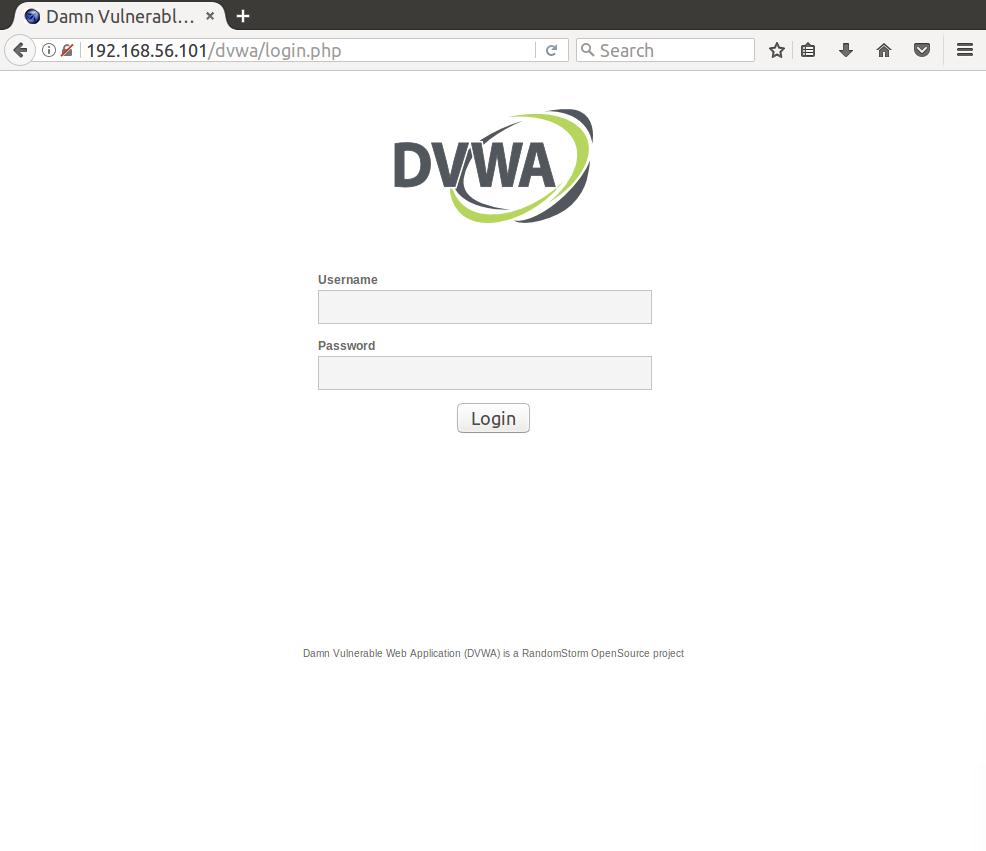 Damn Vulnerabl...
192.168.56.101/dvwa/login.php
Search
DVWA
Username
Password
Login
Damn Vulnerable Web Application (DVWA) is a RandomStorm OpenSource project